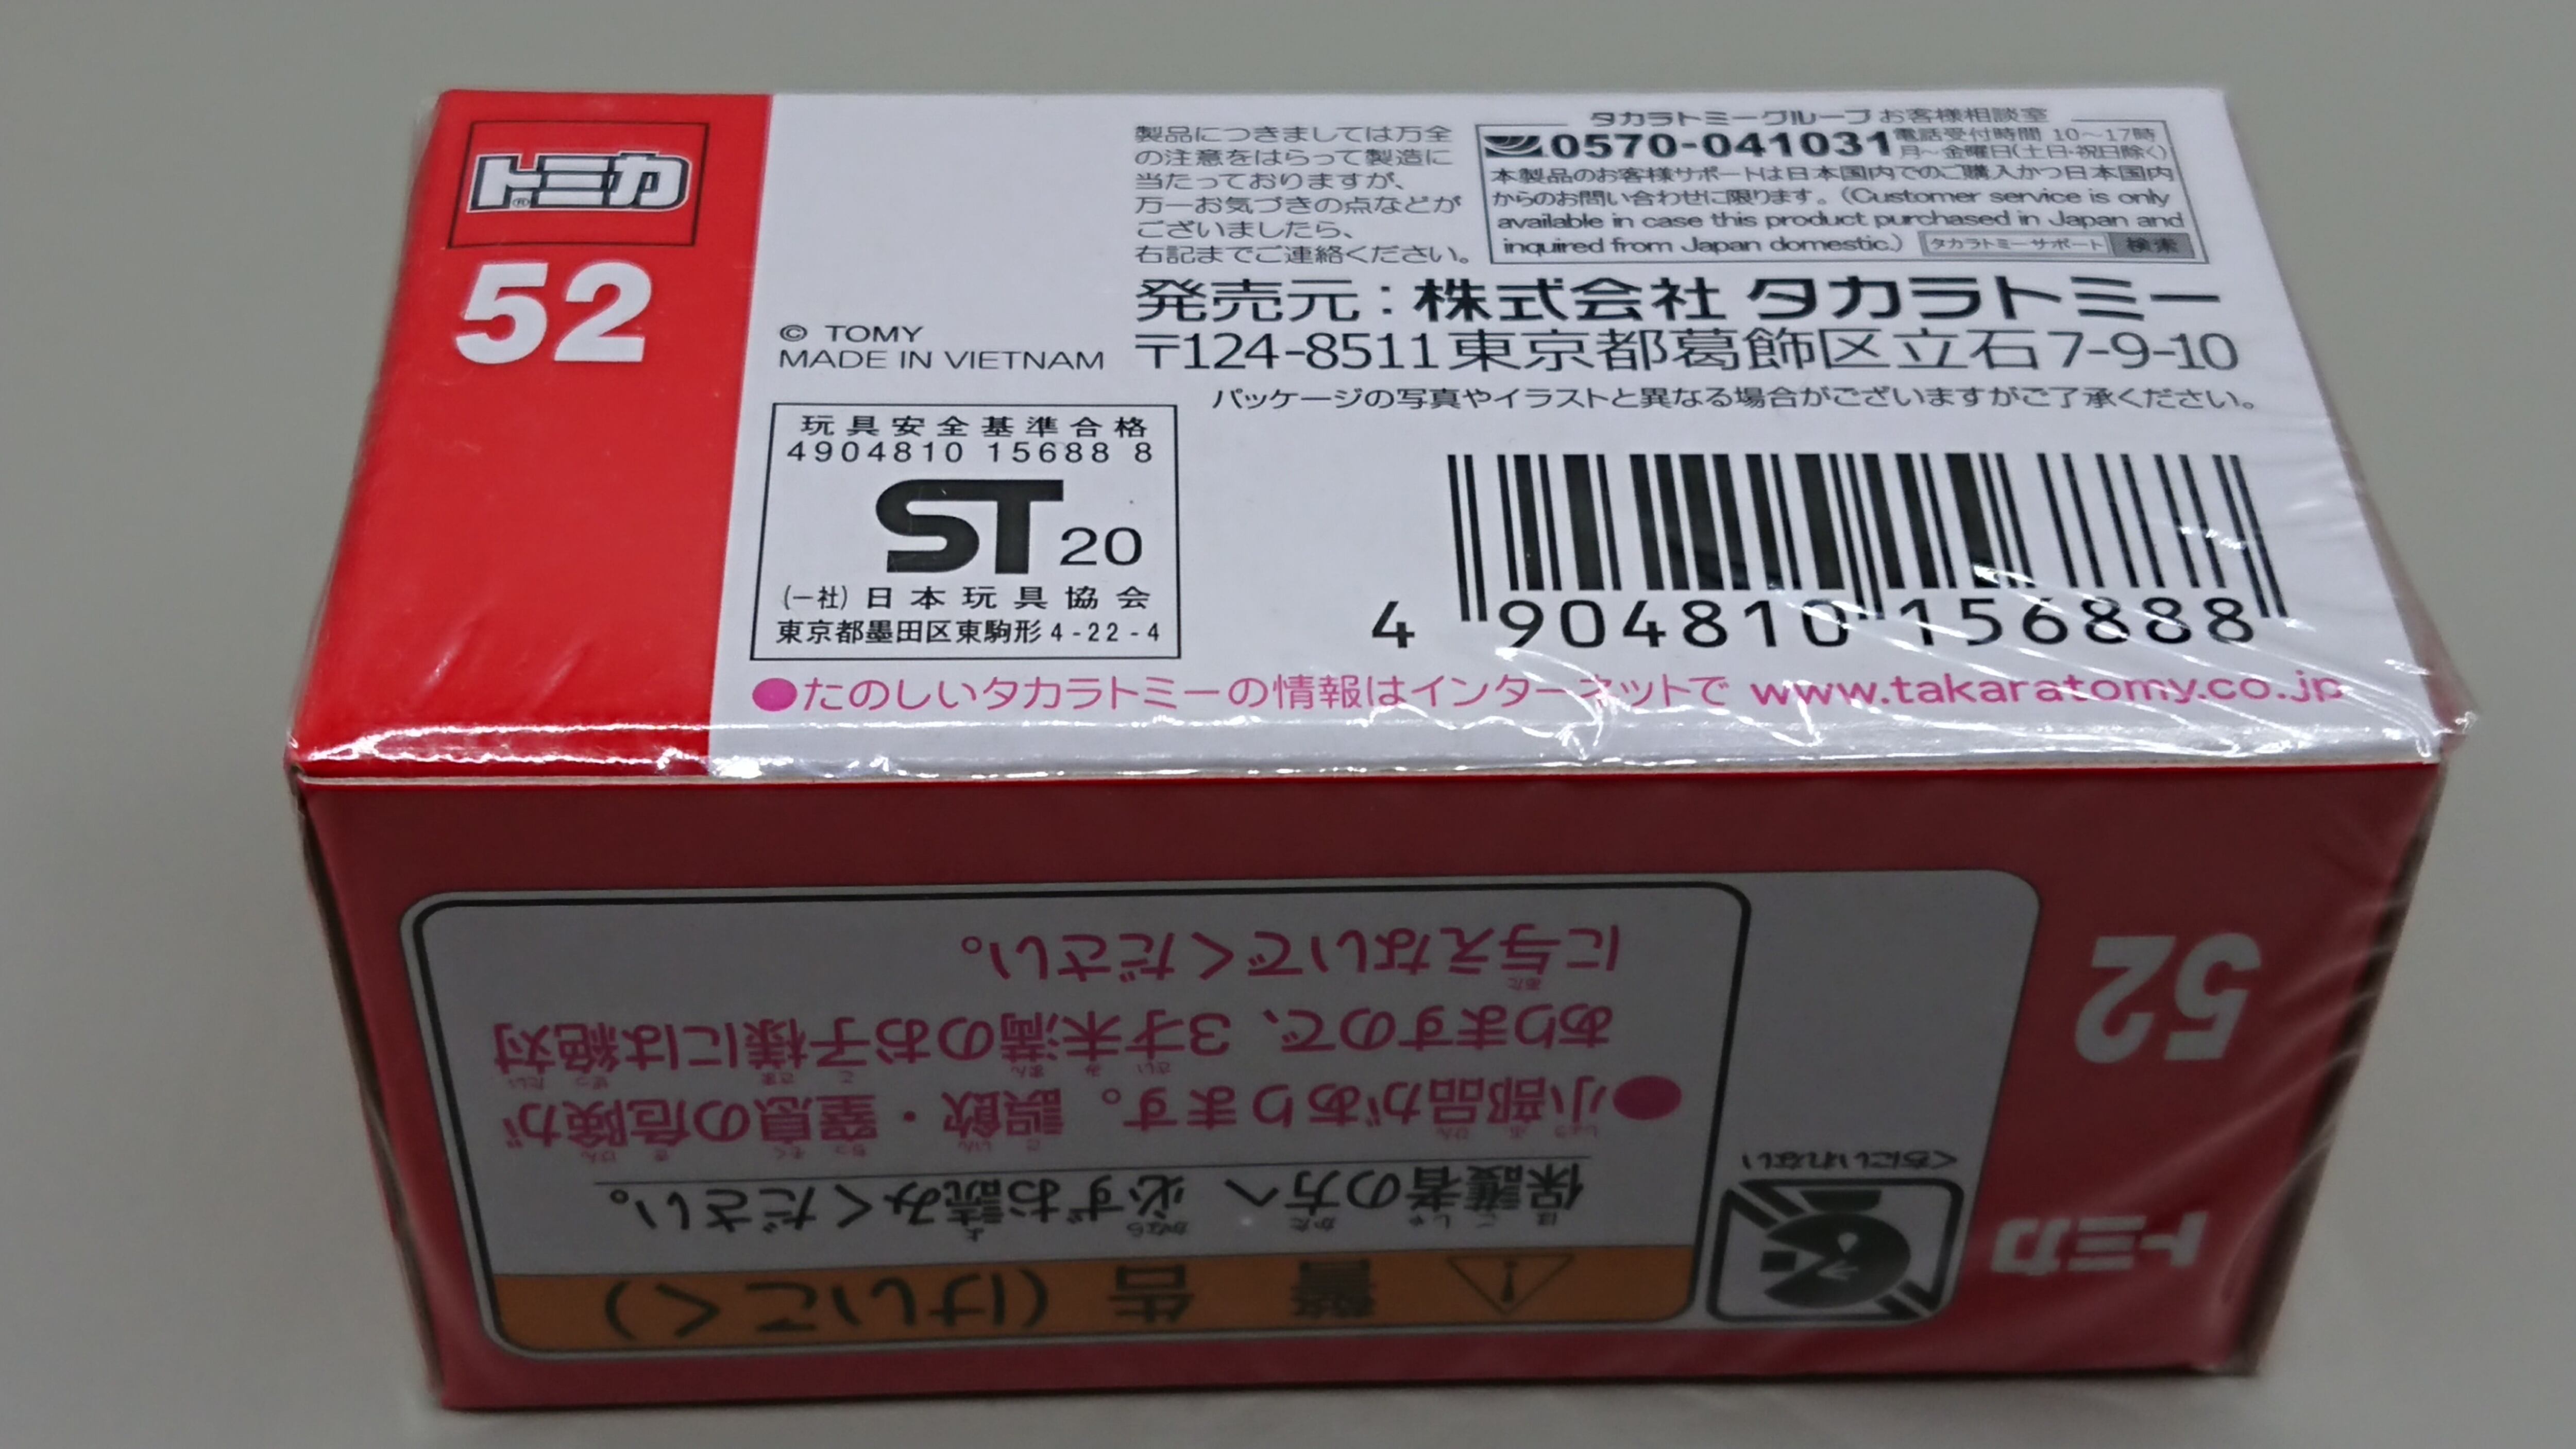 トミカ®
52
© TOMY
MADE IN VIETNAM
製品につきましては万全
の注意をはらって製造に
当たっておりますが、
万一お気づきの点などが
ございましたら、
右記までご連絡ください。
タカラトミーグループ お客様相談室
0570-041031 電話受付時間 10〜17時
月〜金曜日(土日・祝日除く)
本製品のお客様サポートは日本国内でのご購入かつ日本国内
からのお問い合わせに限ります。(Customer service is only
available in case this product purchased in Japan and
inquired from Japan domestic.) タカラトミーサポート 検索
発売元:株式会社 タカラトミー
〒124-8511東京都葛飾区立石7-9-10
パッケージの写真やイラストと異なる場合がございますがご了承ください。
玩具安全基準合格
4904810 15688 8
ST 20
(一社)日本玩具協会
東京都墨田区東駒形4-22-4
4 904810 156888
●たのしいタカラトミーの情報はインターネットで www.takaratomy.co.jp
トミカ
52
くちにいれない
警告(けいこく)
保護者の方へ 必ずお読みください。
●小部品があります。誤飲・窒息の危険が
ありますので、3才未満のお子様には絶対
に与えないでください。